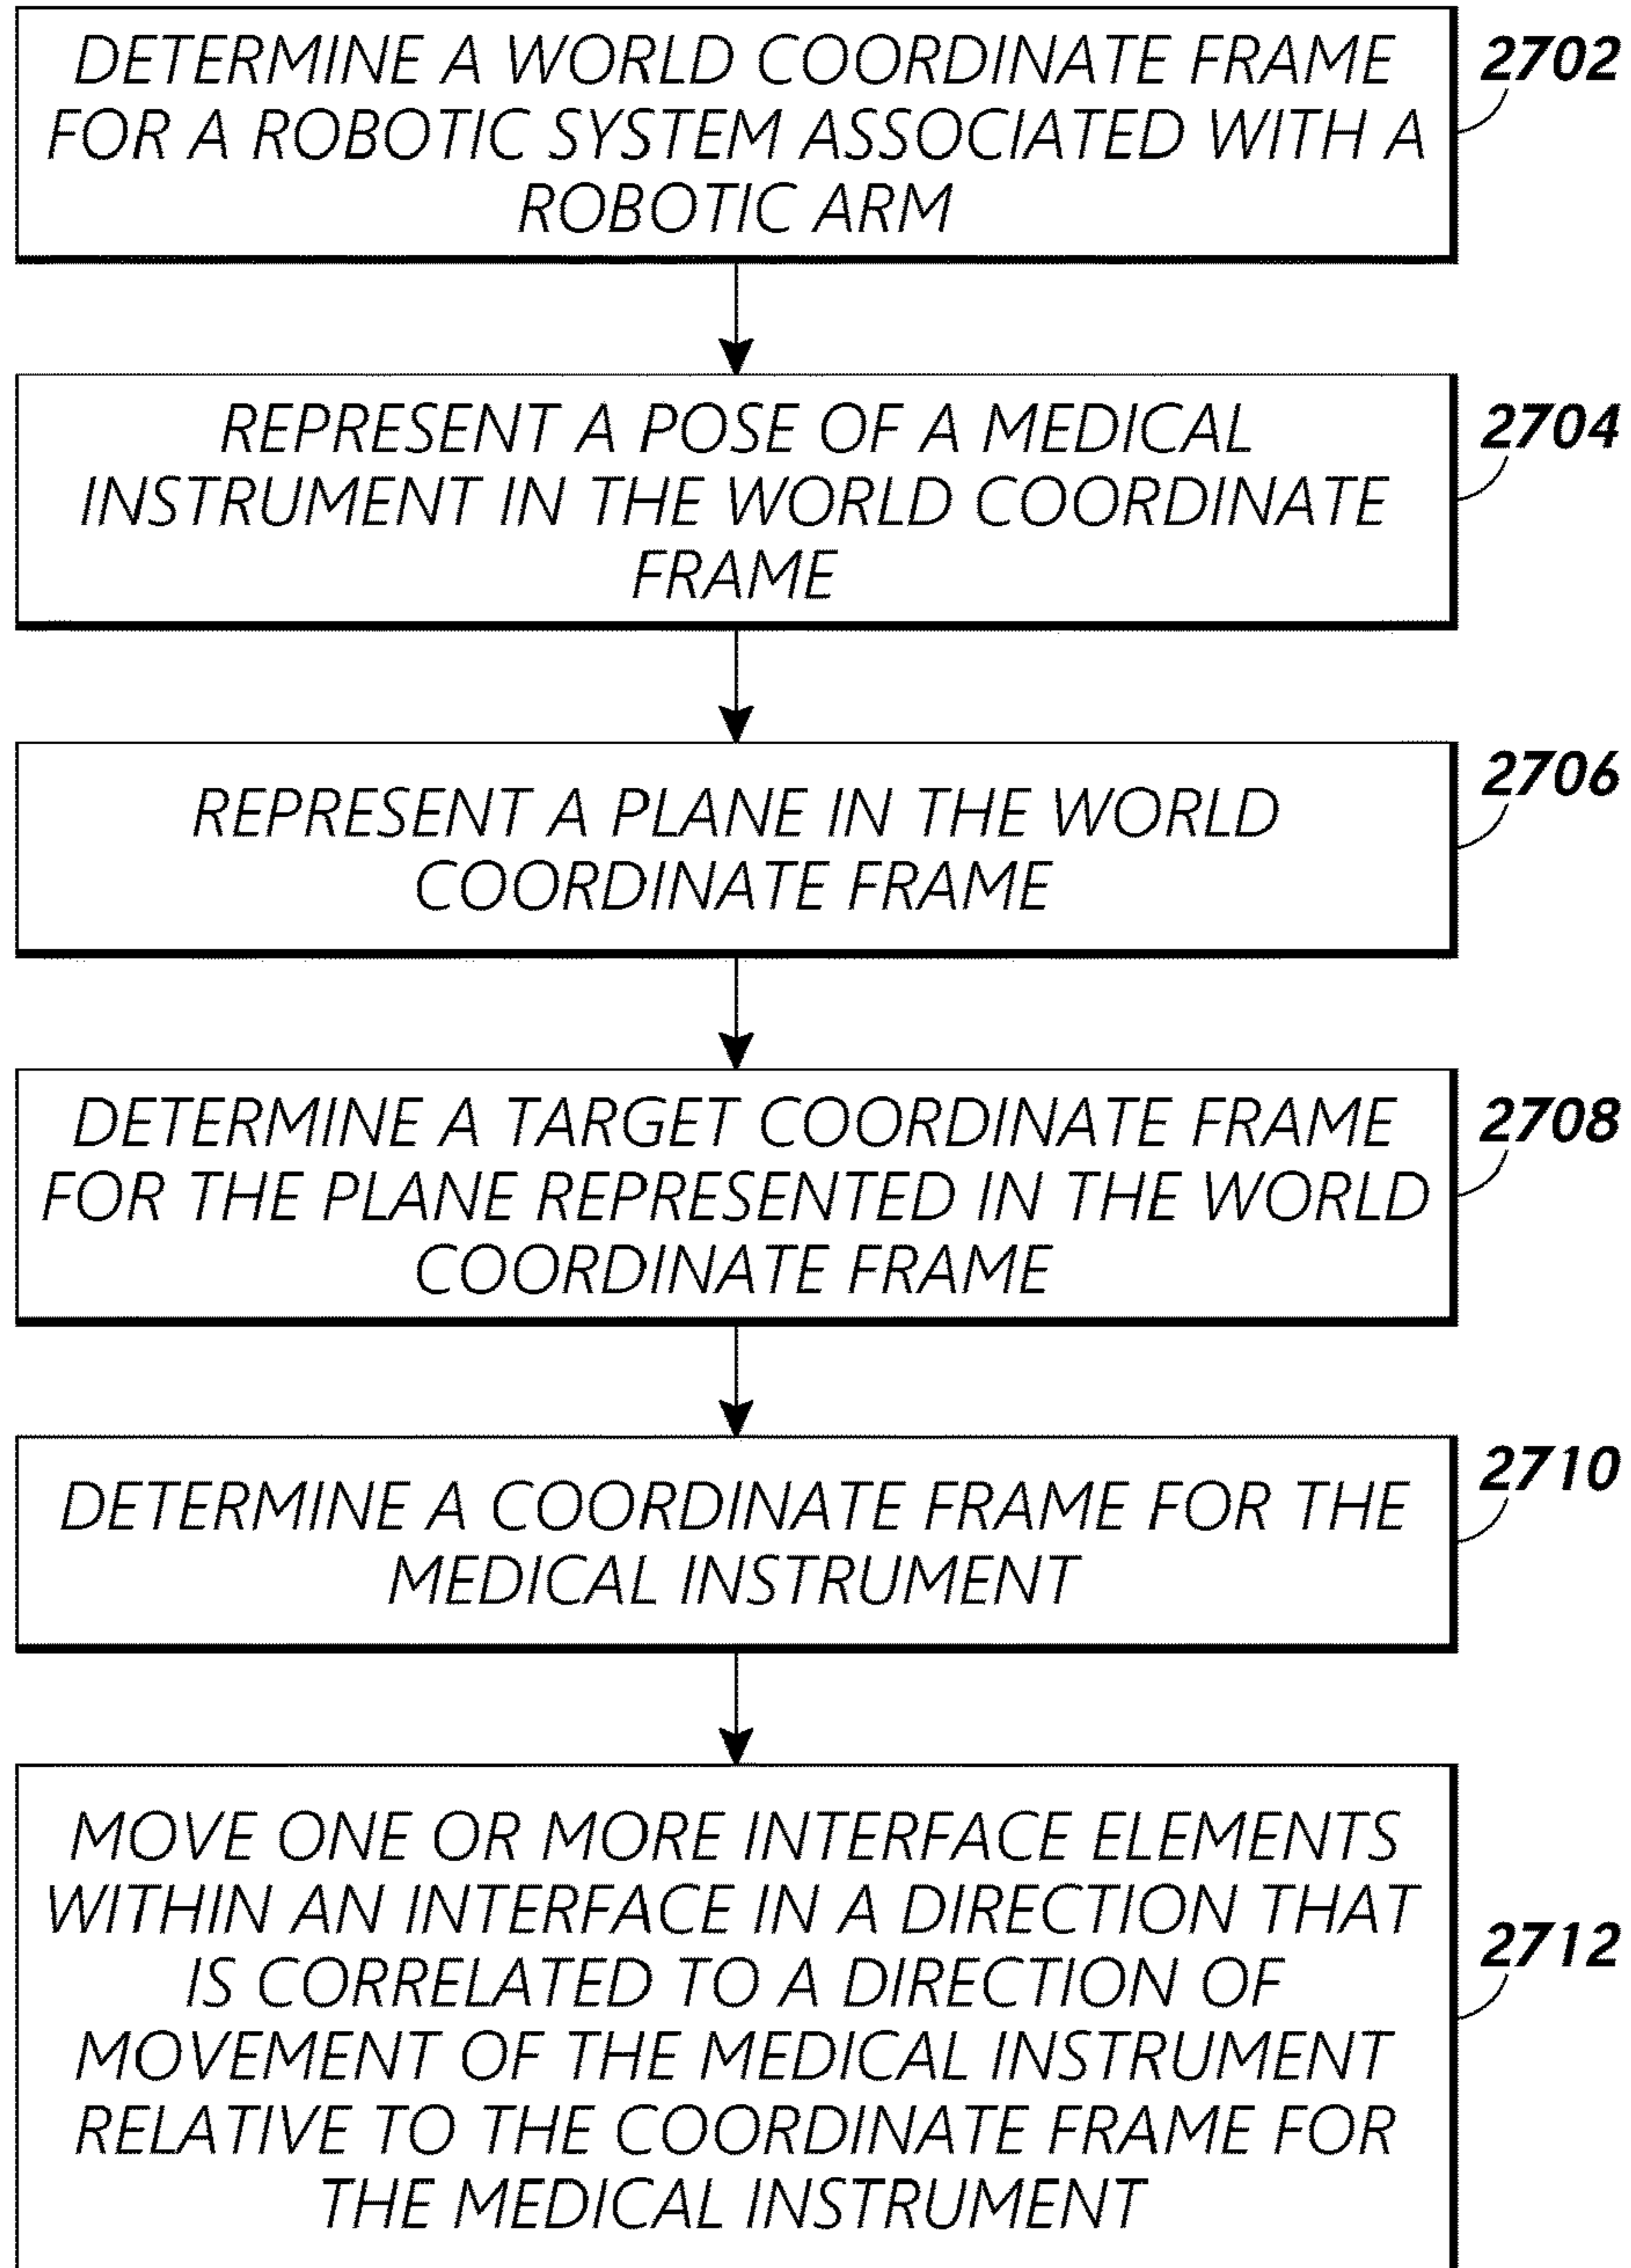 DETERMINE A WORLD COORDINATE FRAME
FOR A ROBOTIC SYSTEM ASSOCIATED WITH A
ROBOTIC ARM
2702
REPRESENT A POSE OF A MEDICAL
INSTRUMENT IN THE WORLD COORDINATE
FRAME
2704
REPRESENT A PLANE IN THE WORLD
COORDINATE FRAME
2706
DETERMINE A TARGET COORDINATE FRAME
FOR THE PLANE REPRESENTED IN THE WORLD
COORDINATE FRAME
2708
DETERMINE A COORDINATE FRAME FOR THE
MEDICAL INSTRUMENT
2710
MOVE ONE OR MORE INTERFACE ELEMENTS
WITHIN AN INTERFACE IN A DIRECTION THAT
IS CORRELATED TO A DIRECTION OF
MOVEMENT OF THE MEDICAL INSTRUMENT
RELATIVE TO THE COORDINATE FRAME FOR
THE MEDICAL INSTRUMENT
2712